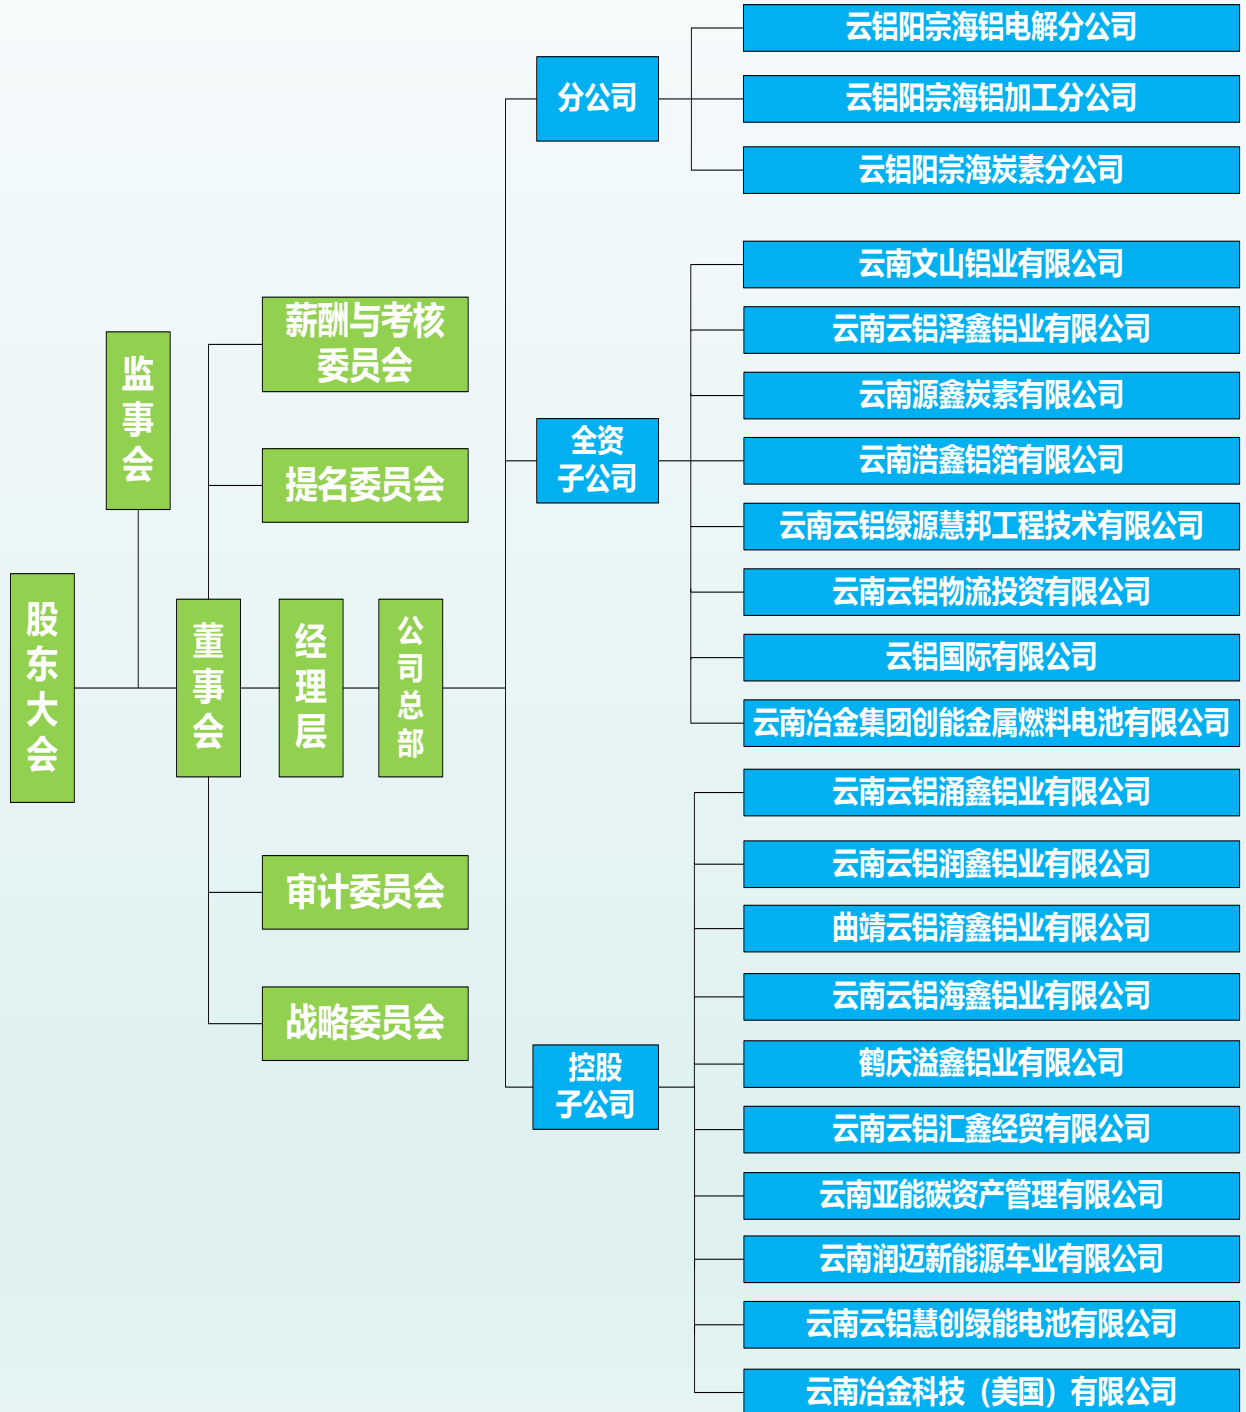 股东大会
监事会
董事会
薪酬与考核
委员会
提名委员会
审计委员会
战略委员会
经理层
公司总部
分公司
云铝阳宗海铝电解分公司
云铝阳宗海铝加工分公司
云铝阳宗海炭素分公司
全资
子公司
云南文山铝业有限公司
云南云铝泽鑫铝业有限公司
云南源鑫炭素有限公司
云南浩鑫铝箔有限公司
云南云铝绿源慧邦工程技术有限公司
云南云铝物流投资有限公司
云铝国际有限公司
云南冶金集团创能金属燃料电池有限公司
控股
子公司
云南云铝涌鑫铝业有限公司
云南云铝润鑫铝业有限公司
曲靖云铝淯鑫铝业有限公司
云南云铝海鑫铝业有限公司
鹤庆溢鑫铝业有限公司
云南云铝汇鑫经贸有限公司
云南亚能碳资产管理有限公司
云南润迈新能源车业有限公司
云南云铝慧创绿能电池有限公司
云南冶金科技（美国）有限公司